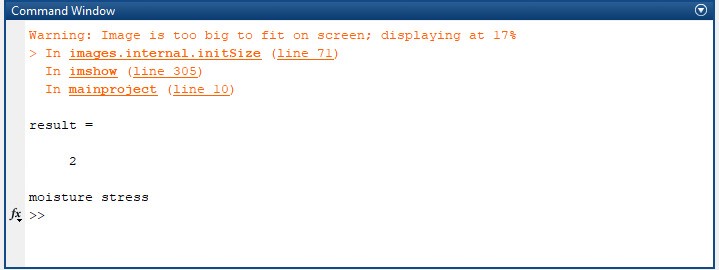 Command Window
Warning: Image is too big to fit on screen; displaying at 17%
> In images.internal.initSize (line 71)
In imshow (line 305)
In mainproject (line 10)
result =
2
moisture stress
fx >>